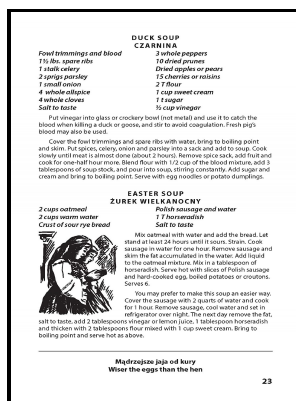 DUCK SOUP
CZARNINA
Fowl trimmings and blood
1½ lbs. spare ribs
1 stalk celery
2 sprigs parsley
1 small onion
4 whole allspice
4 whole cloves
Salt to taste
3 whole peppers
10 dried prunes
Dried apples or pears
15 cherries or raisins
2 T flour
1 cup sweet cream
1 t sugar
½ cup vinegar
Put vinegar into glass or crockery bowl (not metal) and use it to catch the
blood when killing a duck or goose, and stir to avoid coagulation. Fresh pig's
blood may also be used.
Cover the fowl trimmings and spare ribs with water, bring to boiling point
and skim. Put spices, celery, onion and parsley into a sack and add to soup. Cook
slowly until meat is almost done (about 2 hours). Remove spice sack, add fruit and
cook for one-half hour more. Blend flour with 1/2 cup of the blood mixture, add 3
tablespoons of soup stock, and pour into soup, stirring constantly. Add sugar and
cream and bring to boiling point. Serve with egg noodles or potato dumplings.
EASTER SOUP
ŻUREK WIELKANOCNY
2 cups oatmeal
2 cups warm water
Crust of sour rye bread
Polish sausage and water
1 T horseradish
Salt to taste
Mix oatmeal with water and add the bread. Let
stand at least 24 hours until it sours. Strain. Cook
sausage in water for one hour. Remove sausage and
skim the fat accumulated in the water. Add liquid
to the oatmeal mixture. Mix in a tablespoon of
horseradish. Serve hot with slices of Polish sausage
and hard-cooked egg, boiled potatoes or croutons.
Serves 6.
You may prefer to make this soup an easier way.
Cover the sausage with 2 quarts of water and cook
for 1 hour. Remove sausage, cool water and set in
refrigerator over night. The next day remove the fat,
salt to taste, add 2 tablespoons vinegar or lemon juice, 1 tablespoon horseradish
and thicken with 2 tablespoons flour mixed with 1 cup sweet cream. Bring to
boiling point and serve hot as above.
Mądrzejsze jaja od kury
Wiser the eggs than the hen
23